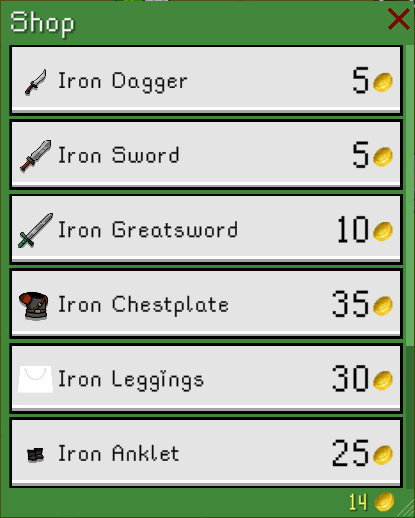 Shop
Iron Dagger 5
Iron Sword 5
Iron Greatsword 10
Iron Chestplate 35
Iron Leggings 30
Iron Anklet 25
14